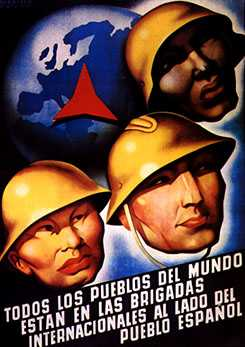 TODOS LOS PUEBLOS DEL MUNDO
ESTAN EN LAS BRIGADAS
INTERNACIONALES AL LADO DEL
PUEBLO ESPAÑOL